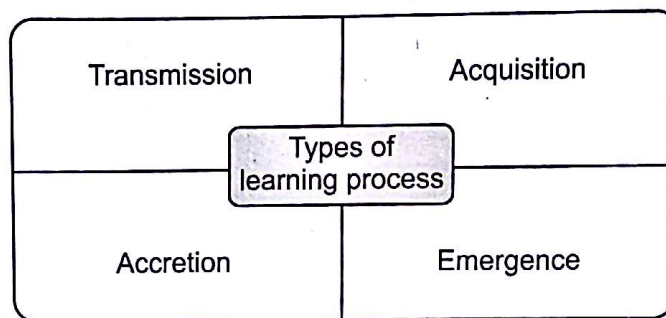 Transmission
Acquisition
Types of
learning process
Accretion
Emergence